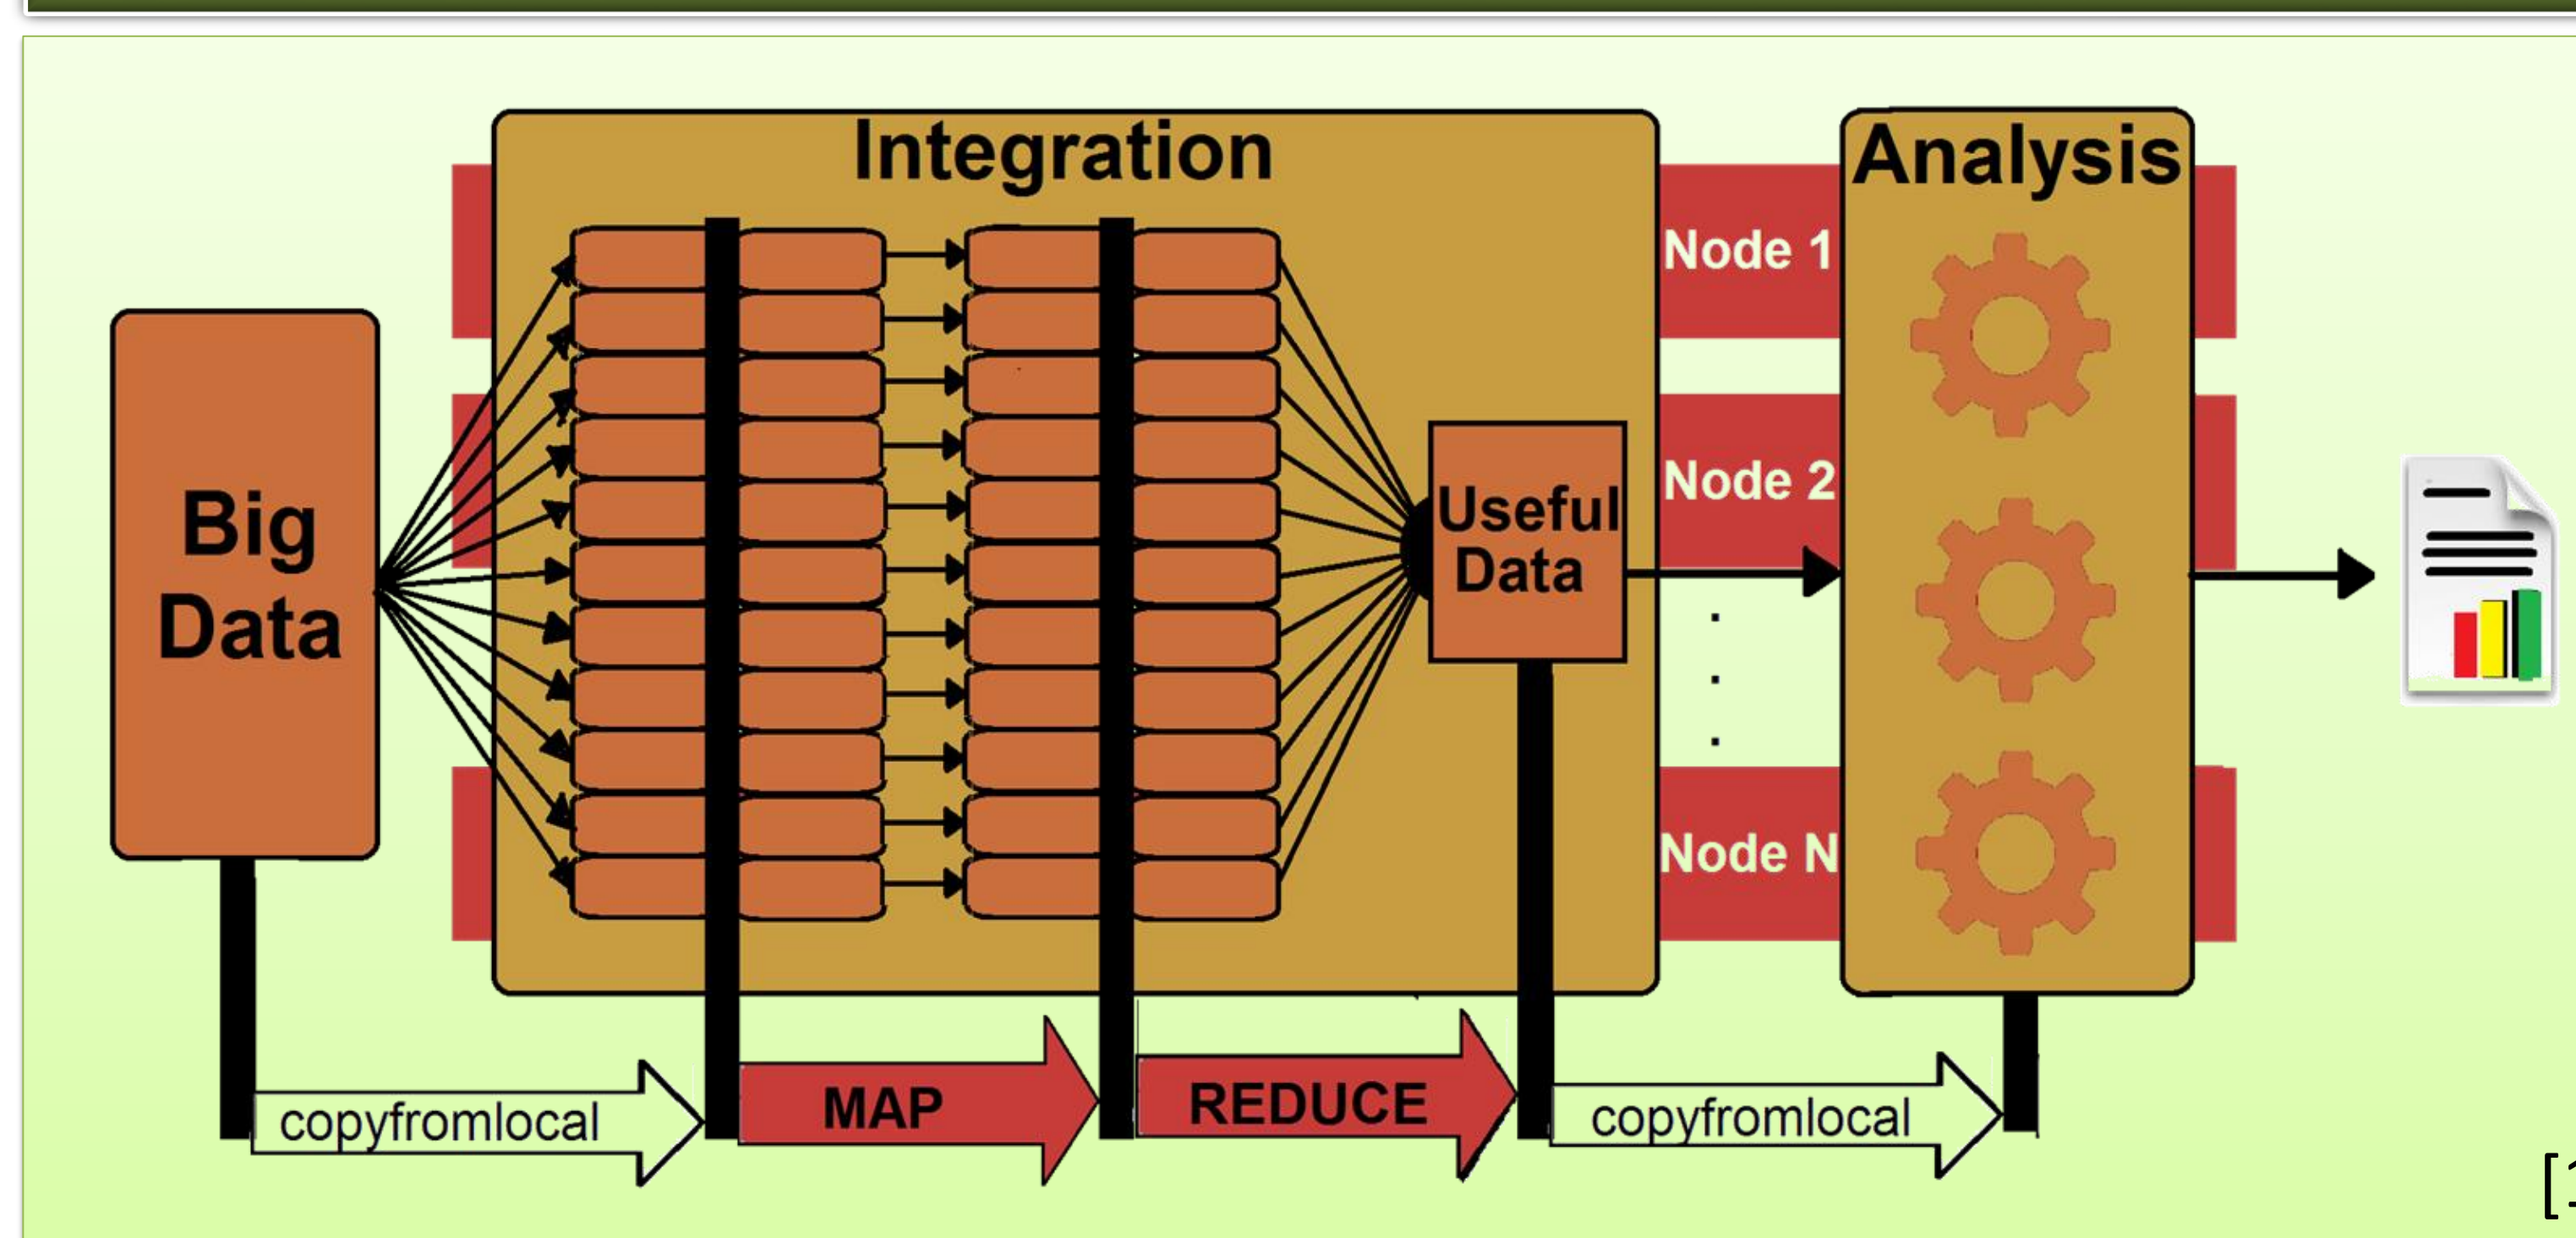 Integration
Analysis
Node 1
Big
Data
Node 2
Useful
Data
.
.
.
Node N
copyfromlocal
MAP
REDUCE
copyfromlocal